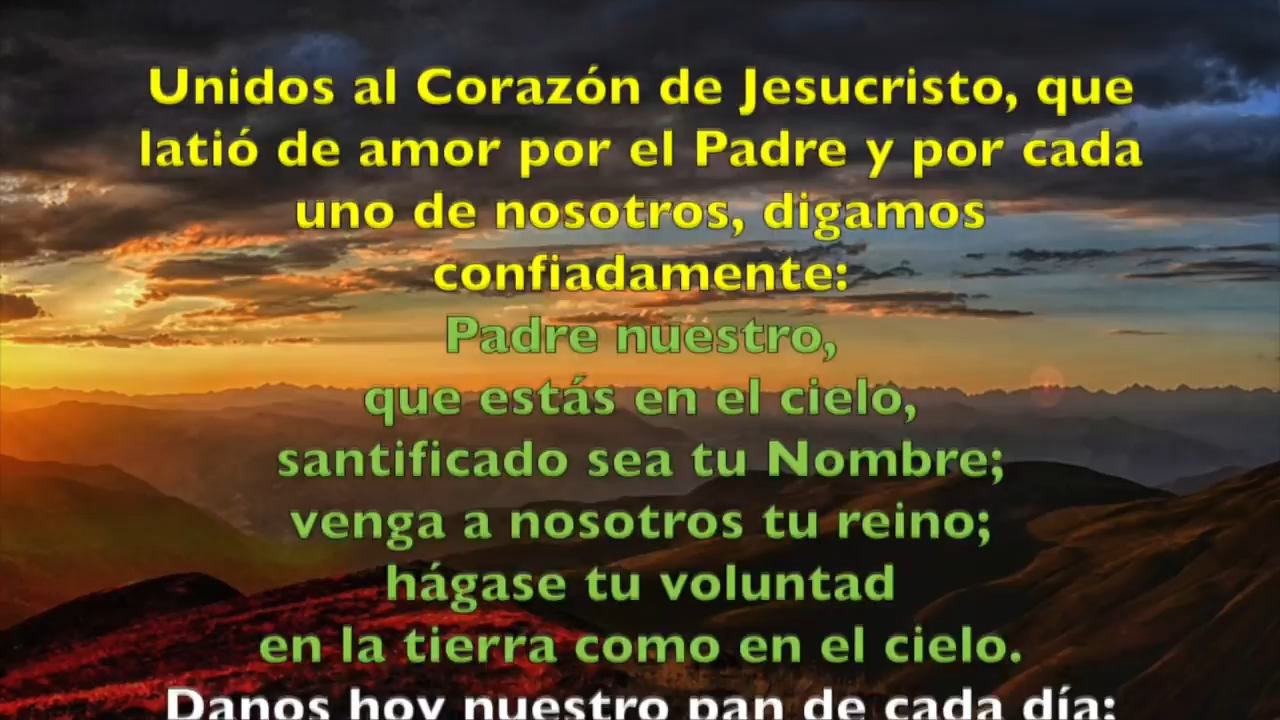 Unidos al Corazón de Jesucristo, que
latió de amor por el Padre y por cada
uno de nosotros, digamos
confiadamente:
Padre nuestro,
que estás en el cielo,
santificado sea tu Nombre;
venga a nosotros tu reino;
hágase tu voluntad
en la tierra como en el cielo.
Danos hoy nuestro pan de cada día;